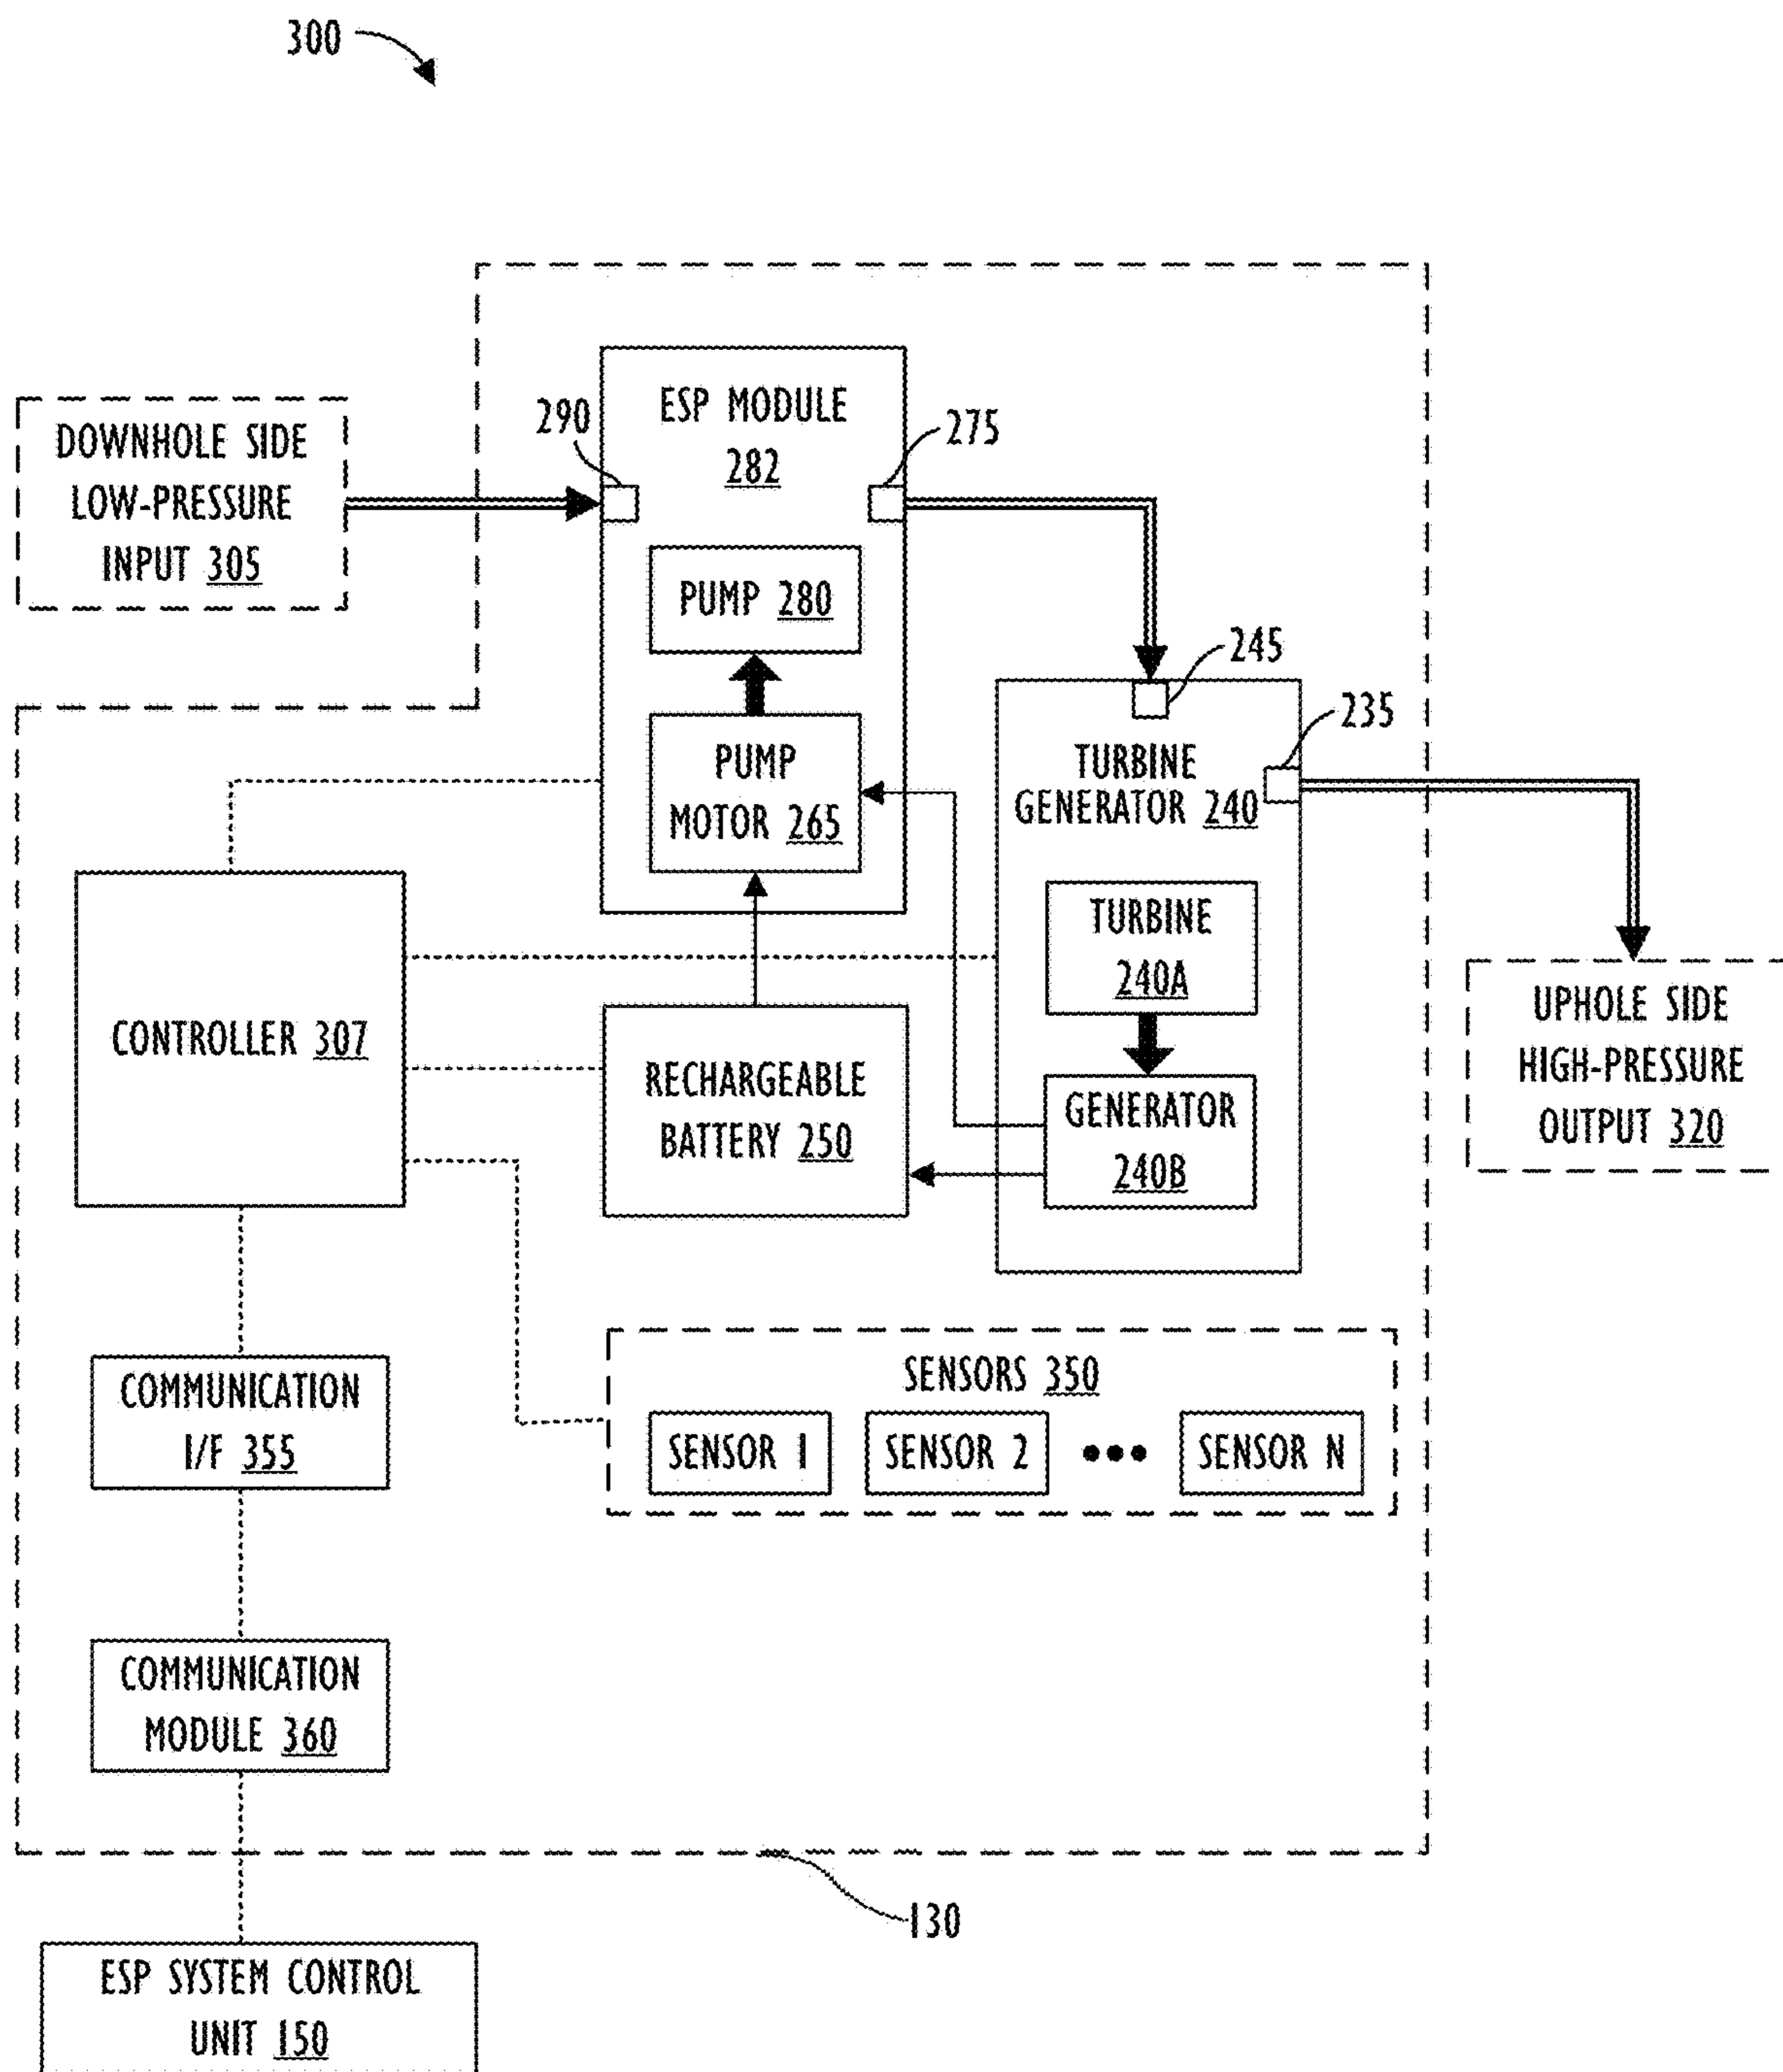 300
ESP MODULE
282
290
275
DOWNHOLE SIDE
LOW-PRESSURE
INPUT 305
PUMP 280
245
235
PUMP
MOTOR 265
TURBINE
GENERATOR 240
TURBINE
240A
CONTROLLER 307
RECHARGEABLE
BATTERY 250
GENERATOR
240B
UPHOLE SIDE
HIGH-PRESSURE
OUTPUT 320
SENSORS 350
SENSOR 1
SENSOR 2
•••
SENSOR N
COMMUNICATION
I/F 355
COMMUNICATION
MODULE 360
130
ESP SYSTEM CONTROL
UNIT 150